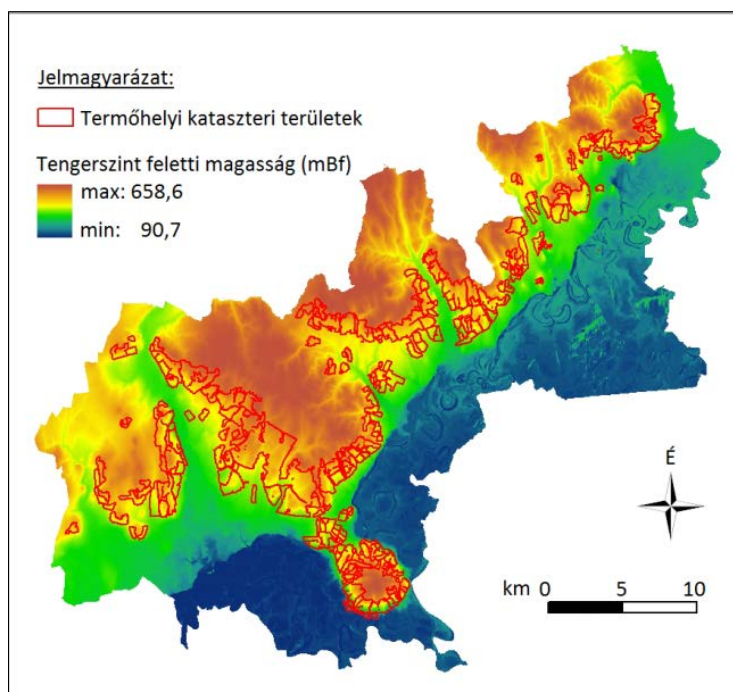 Jelmagyarázat:
Termőhelyi kataszteri területek
Tengerszint feletti magasság (mBf)
max: 658,6
min: 90,7
É
km 0 5 10